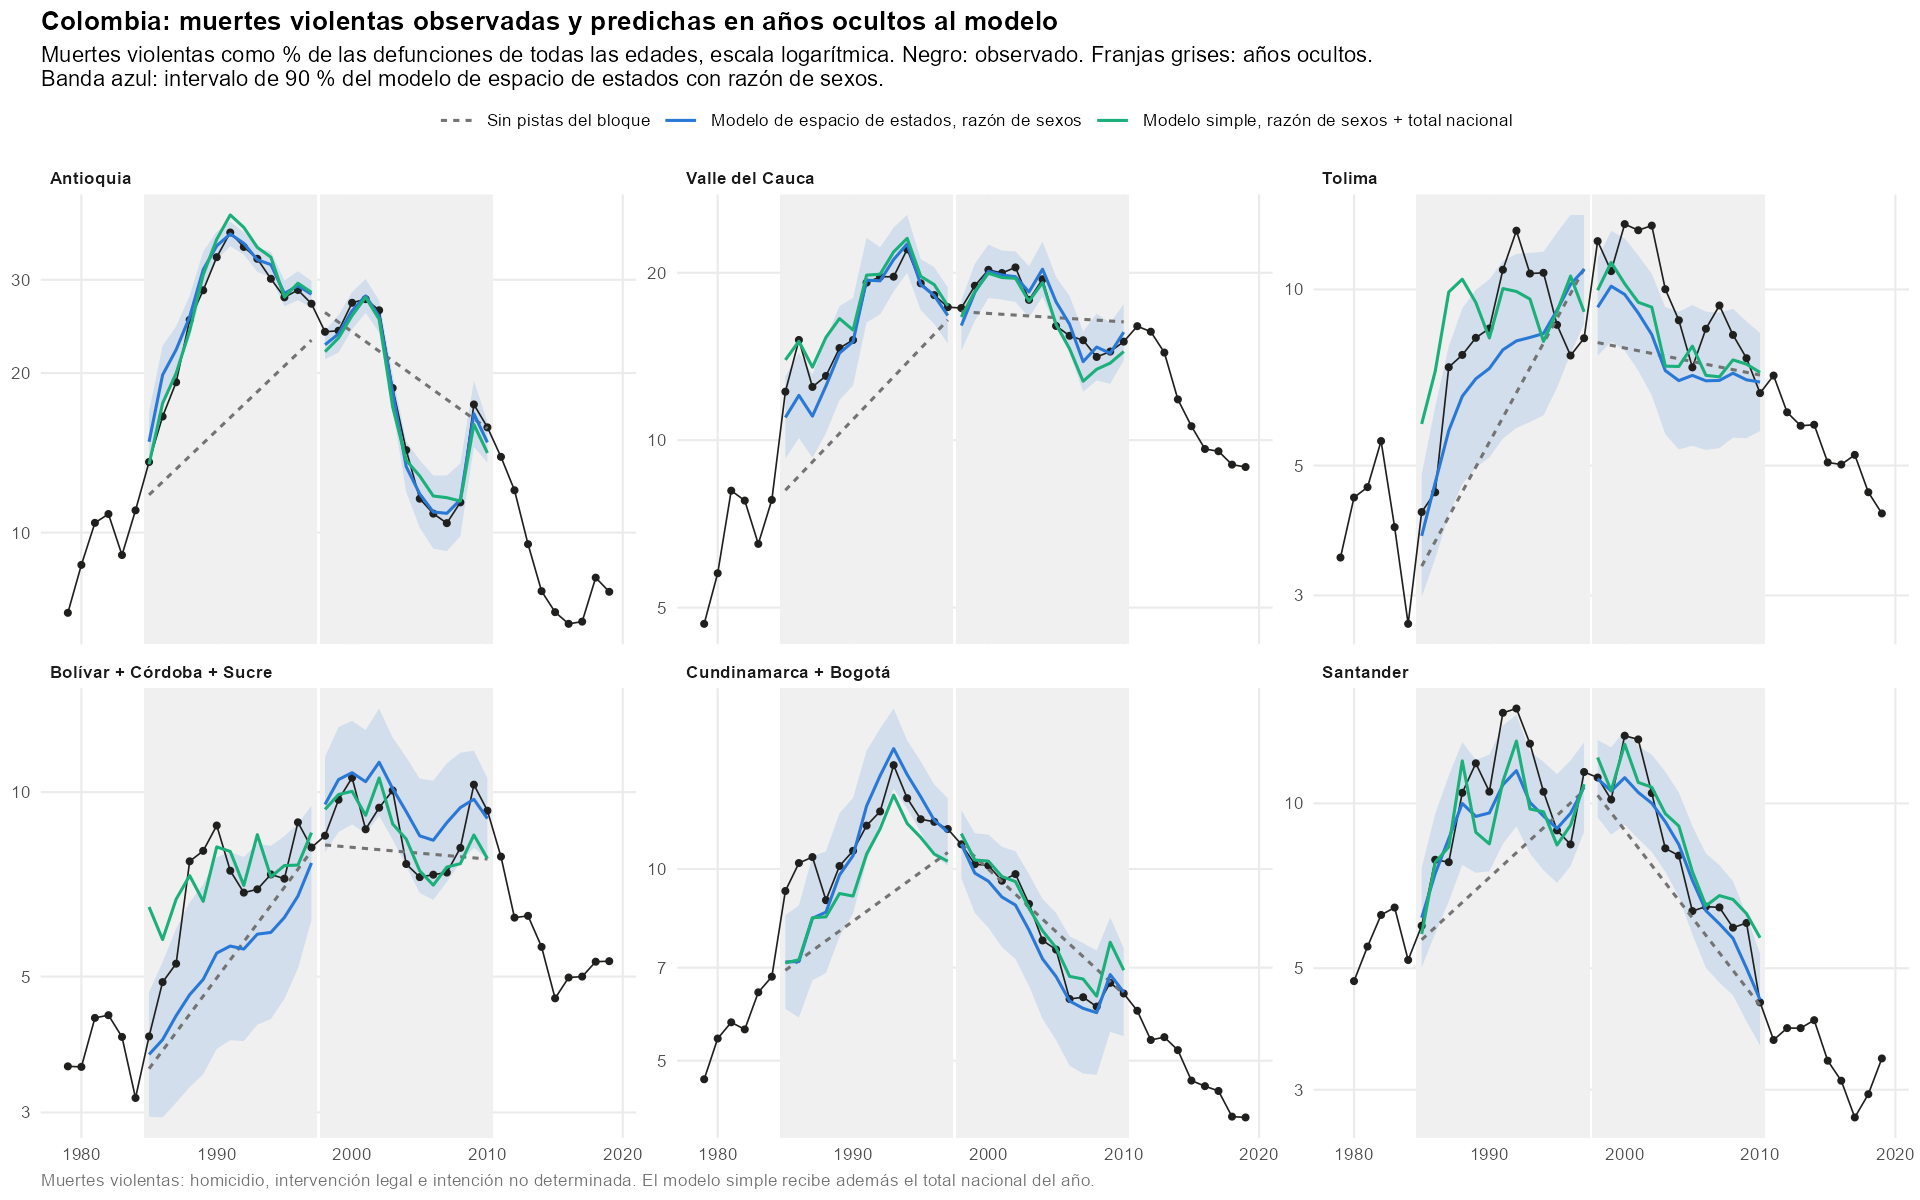 Colombia: muertes violentas observadas y predichas en años ocultos al modelo
Muertes violentas como % de las defunciones de todas las edades, escala logarítmica. Negro: observado. Franjas grises: años ocultos.
Banda azul: intervalo de 90 % del modelo de espacio de estados con razón de sexos.
Sin pistas del bloque
Modelo de espacio de estados, razón de sexos
Modelo simple, razón de sexos + total nacional
Antioquia
30
20
10
Valle del Cauca
20
10
5
Tolima
10
5
3
Bolívar + Córdoba + Sucre
10
5
3
1980 1990 2000 2010 2020
Cundinamarca + Bogotá
10
7
5
1980 1990 2000 2010 2020
Santander
10
5
3
1980 1990 2000 2010 2020
Muertes violentas: homicidio, intervención legal e intención no determinada. El modelo simple recibe además el total nacional del año.